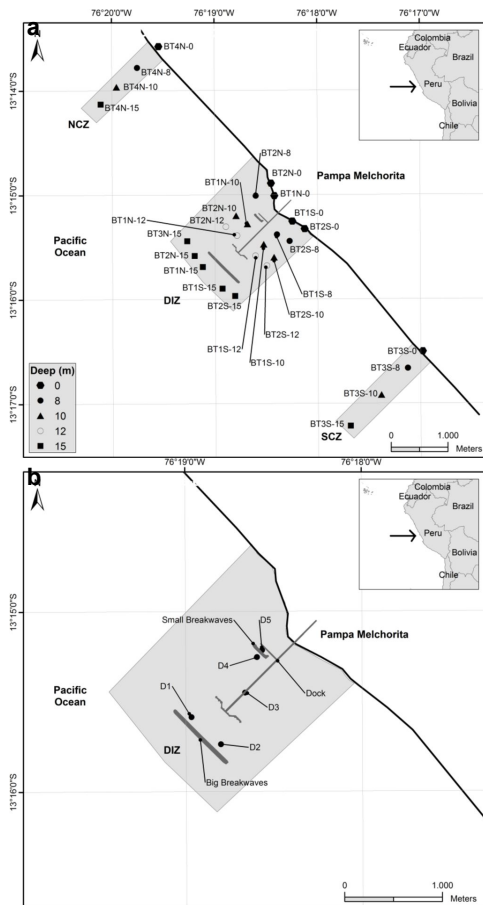 a
76°20'0"W
76°19'0"W
76°18'0"W
76°17'0"W
13°14'0"S
13°15'0"S
13°16'0"S
13°17'0"S
BT4N-0
BT4N-8
BT4N-10
BT4N-15
NCZ
Colombia
Ecuador
Brazil
Peru
Bolivia
Chile
BT2N-8
BT2N-0
Pampa Melchorita
BT1N-10
BT1N-0
BT2N-10
BT1S-0
BT1N-12
BT2N-12
BT2S-0
BT3N-15
BT2S-8
Pacific
Ocean
BT2N-15
BT1N-15
BT1S-8
DIZ
BT1S-15
BT2S-15
BT2S-10
BT2S-12
BT1S-12
BT1S-10
BT3S-0
BT3S-8
BT3S-10
BT3S-15
SCZ
Deep (m)
0
8
10
12
15
0
1.000
Meters
b
76°19'0"W
76°18'0"W
13°15'0"S
13°16'0"S
Colombia
Ecuador
Brazil
Peru
Bolivia
Chile
Small Breakwaves
D5
Pampa Melchorita
D4
Dock
Pacific
Ocean
D1
D3
DIZ
D2
Big Breakwaves
0
1.000
Meters